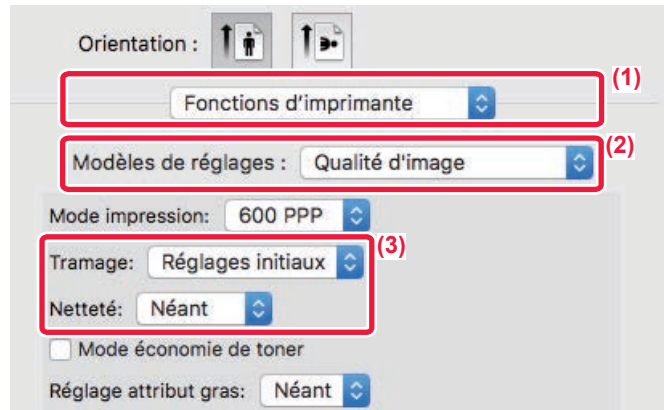 Orientation :
(1)
Fonctions d'imprimante
(2)
Modèles de réglages : Qualité d'image
Mode impression: 600 PPP
(3)
Tramage: Réglages initiaux
Netteté: Néant
Mode économie de toner
Réglage attribut gras: Néant